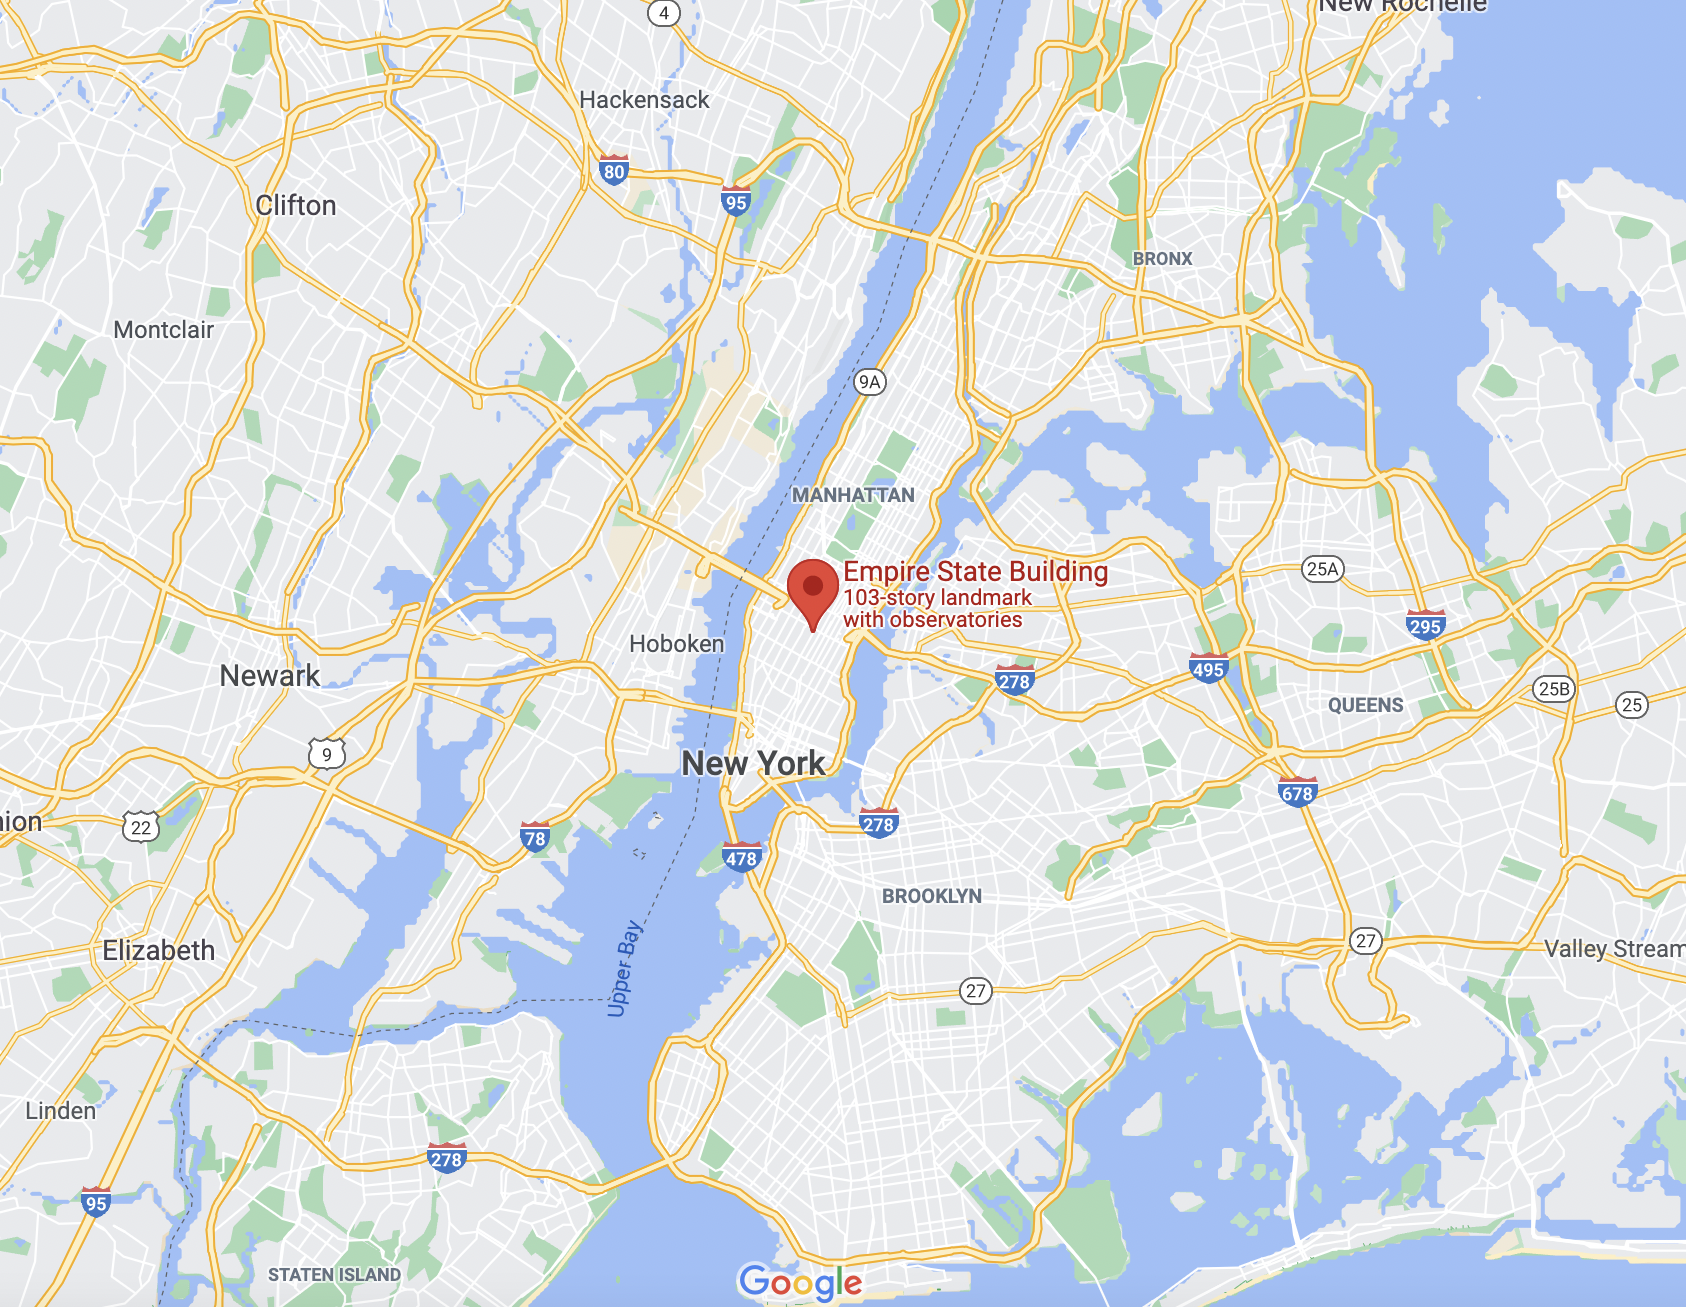 New Rochelle
4
Hackensack
80
95
Clifton
BRONX
Montclair
9A
MANHATTAN
Empire State Building
103-story landmark
with observatories
25A
295
Hoboken
495
Newark
278
25B
25
QUEENS
9
New York
678
nion
22
78
278
478
BROOKLYN
Upper Bay
27
Valley Stream
Elizabeth
27
Linden
278
95
STATEN ISLAND
Google